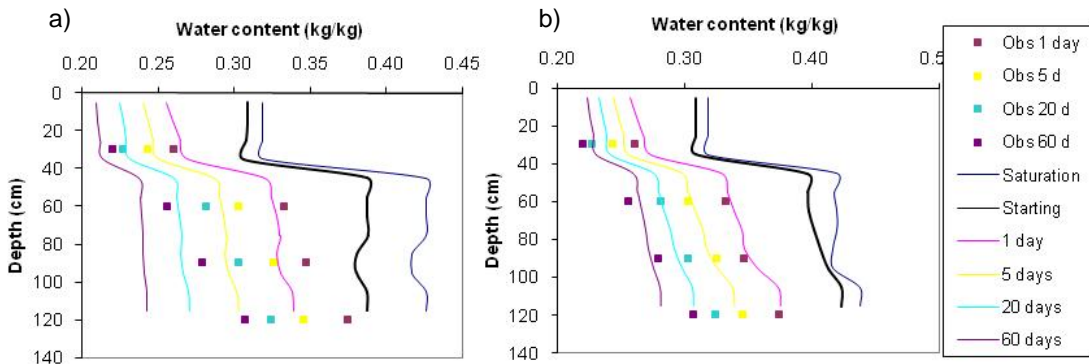 a)
Water content (kg/kg)
0.20 0.25 0.30 0.35 0.40 0.45
0
20
40
60
80
100
120
140
Depth (cm)
b)
Water content (kg/kg)
0.20 0.30 0.40 0.5
0
20
40
60
80
100
120
140
Depth (cm)
Obs 1 day
Obs 5 d
Obs 20 d
Obs 60 d
Saturation
Starting
1 day
5 days
20 days
60 days